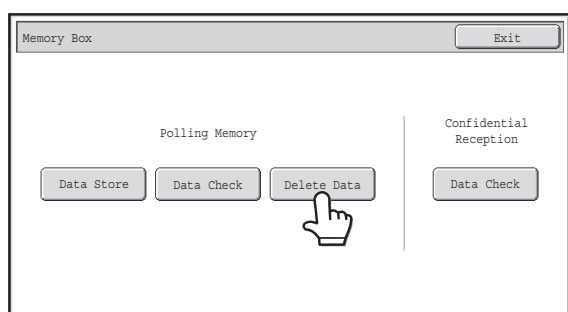 Memory Box
Exit
Polling Memory
Data Store
Data Check
Delete Data
Confidential
Reception
Data Check